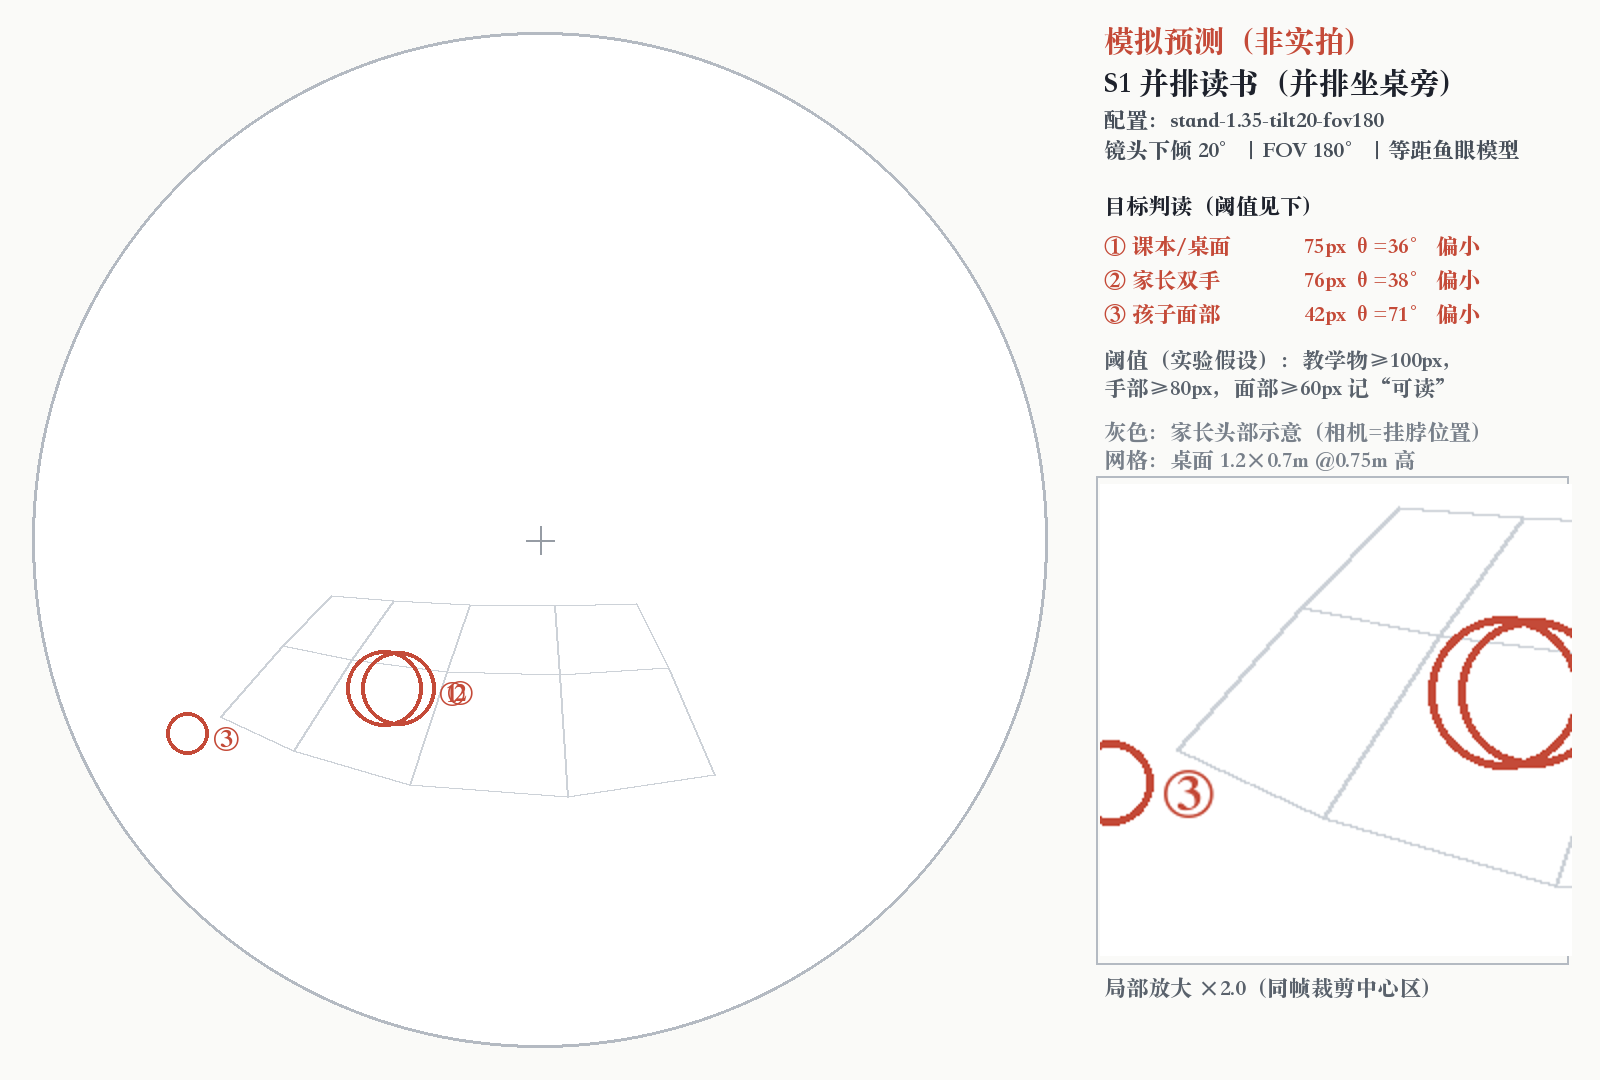 模拟预测（非实拍）
S1 并排读书（并排坐桌旁）
配置：stand-1.35-tilt20-fov180
镜头下倾 20° | FOV 180° | 等距鱼眼模型
目标判读（阈值见下）
① 课本/桌面 75px θ=36° 偏小
② 家长双手 76px θ=38° 偏小
③ 孩子面部 42px θ=71° 偏小
阈值（实验假设）：教学物≥100px，
手部≥80px，面部≥60px 记“可读”
灰色：家长头部示意（相机=挂脖位置）
网格：桌面 1.2×0.7m @0.75m 高
①②
③
③
局部放大 ×2.0（同帧裁剪中心区）